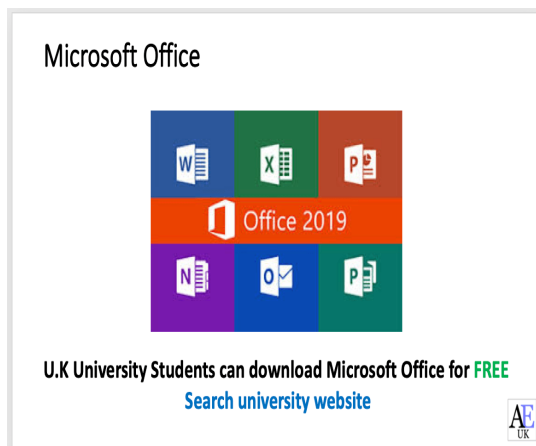 Microsoft Office
W X P
Office 2019
N O P
U.K University Students can download Microsoft Office for FREE
Search university website
AE
UK